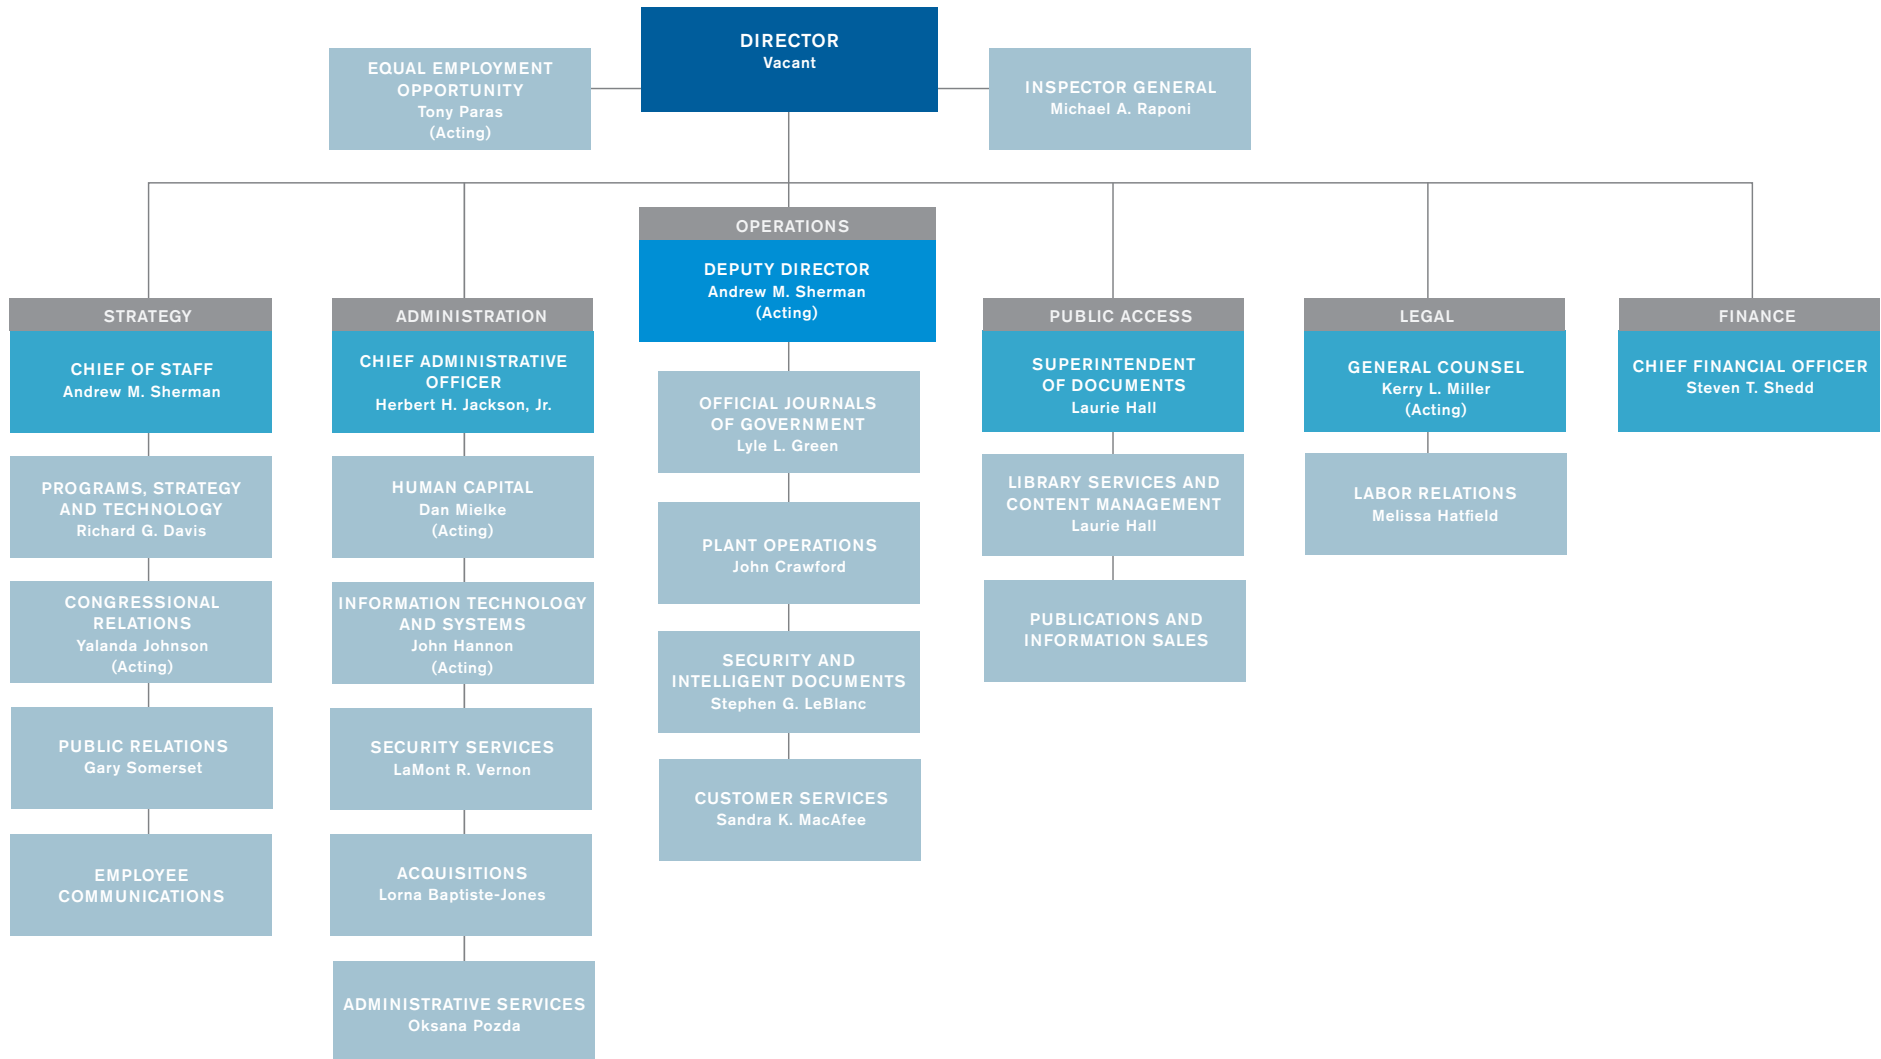 DIRECTOR
Vacant
EQUAL EMPLOYMENT
OPPORTUNITY
Tony Paras
(Acting)
INSPECTOR GENERAL
Michael A. Raponi
STRATEGY
CHIEF OF STAFF
Andrew M. Sherman
PROGRAMS, STRATEGY
AND TECHNOLOGY
Richard G. Davis
CONGRESSIONAL
RELATIONS
Yalanda Johnson
(Acting)
PUBLIC RELATIONS
Gary Somerset
EMPLOYEE
COMMUNICATIONS
ADMINISTRATION
CHIEF ADMINISTRATIVE
OFFICER
Herbert H. Jackson, Jr.
HUMAN CAPITAL
Dan Mielke
(Acting)
INFORMATION TECHNOLOGY
AND SYSTEMS
John Hannon
(Acting)
SECURITY SERVICES
LaMont R. Vernon
ACQUISITIONS
Lorna Baptiste-Jones
ADMINISTRATIVE SERVICES
Oksana Pozda
OPERATIONS
DEPUTY DIRECTOR
Andrew M. Sherman
(Acting)
OFFICIAL JOURNALS
OF GOVERNMENT
Lyle L. Green
PLANT OPERATIONS
John Crawford
SECURITY AND
INTELLIGENT DOCUMENTS
Stephen G. LeBlanc
CUSTOMER SERVICES
Sandra K. MacAfee
PUBLIC ACCESS
SUPERINTENDENT
OF DOCUMENTS
Laurie Hall
LIBRARY SERVICES AND
CONTENT MANAGEMENT
Laurie Hall
PUBLICATIONS AND
INFORMATION SALES
LEGAL
GENERAL COUNSEL
Kerry L. Miller
(Acting)
LABOR RELATIONS
Melissa Hatfield
FINANCE
CHIEF FINANCIAL OFFICER
Steven T. Shedd